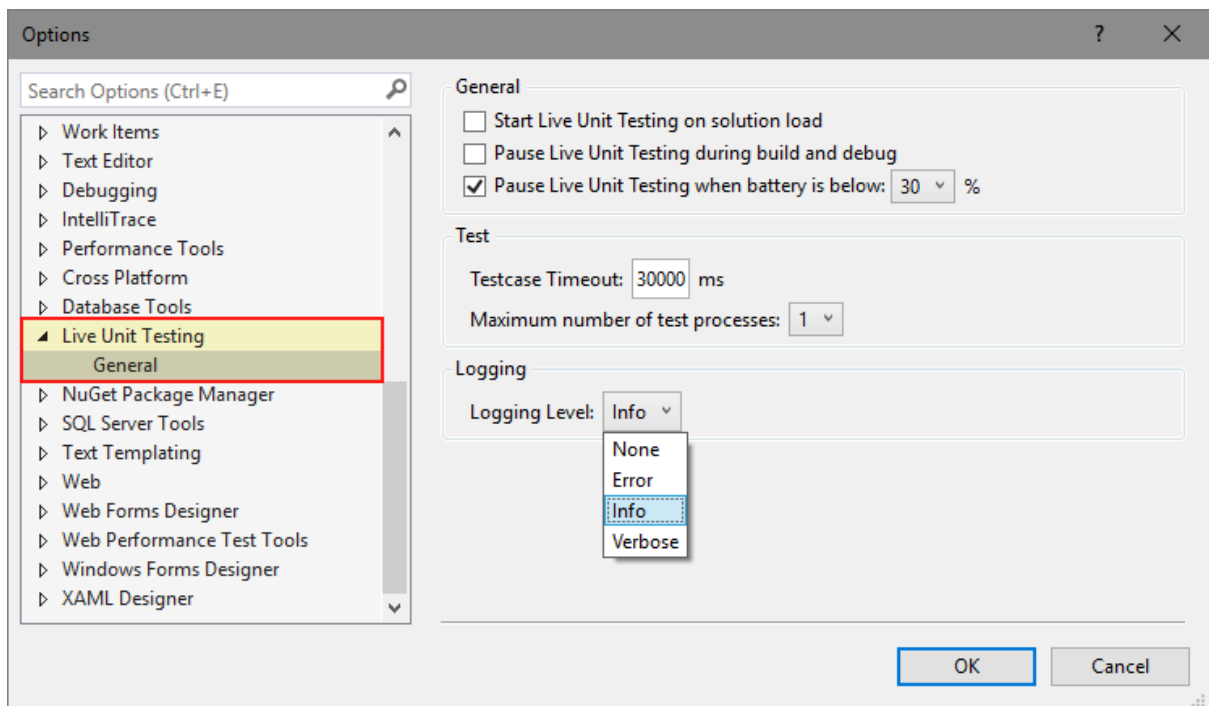 Options
?
Search Options (Ctrl+E)
Work Items
Text Editor
Debugging
IntelliTrace
Performance Tools
Cross Platform
Database Tools
Live Unit Testing
General
NuGet Package Manager
SQL Server Tools
Text Templating
Web
Web Forms Designer
Web Performance Test Tools
Windows Forms Designer
XAML Designer
General
Start Live Unit Testing on solution load
Pause Live Unit Testing during build and debug
Pause Live Unit Testing when battery is below: 30 %
Test
Testcase Timeout: 30000 ms
Maximum number of test processes: 1
Logging
Logging Level: Info
None
Error
Info
Verbose
OK
Cancel